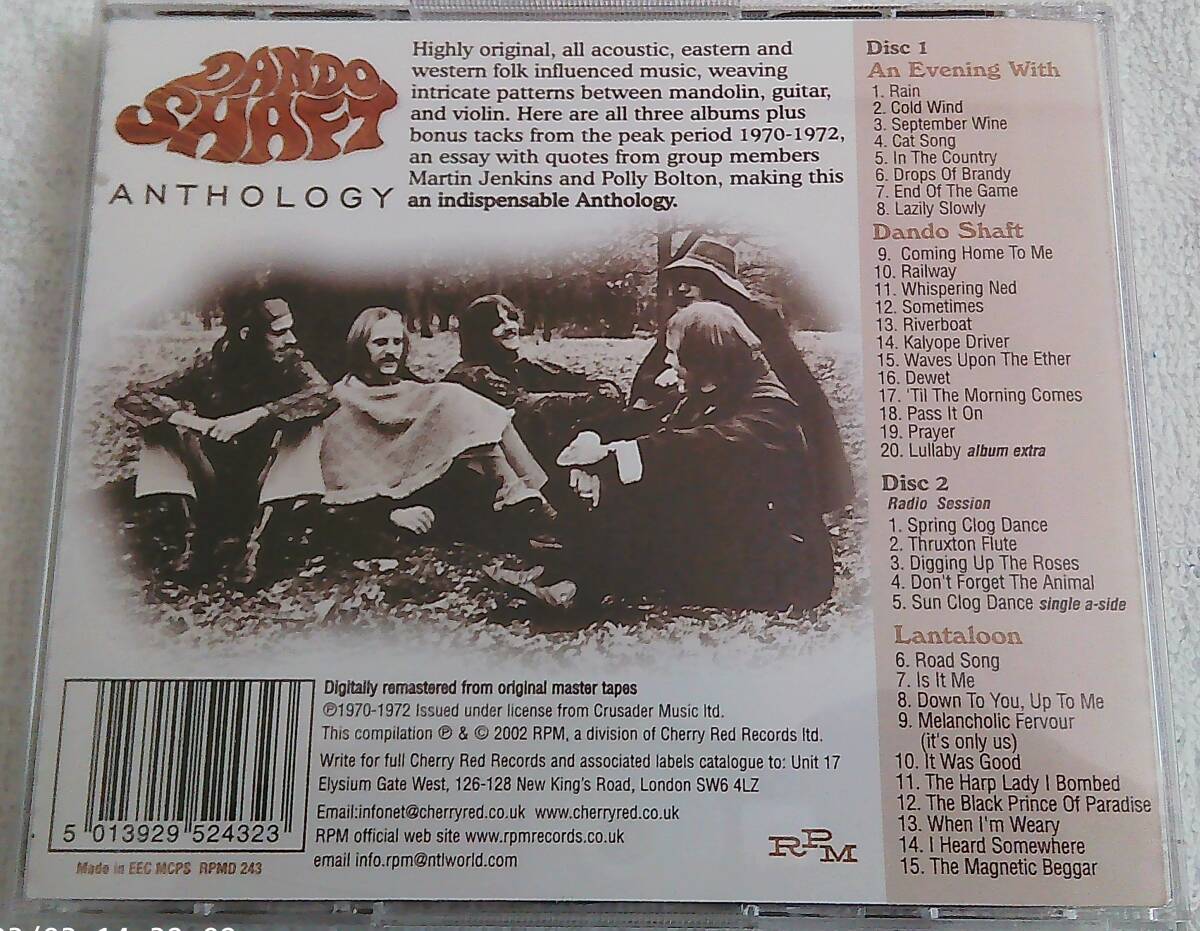 DANDO
SHAFT
ANTHOLOGY
Highly original, all acoustic, eastern and
western folk influenced music, weaving
intricate patterns between mandolin, guitar,
and violin. Here are all three albums plus
bonus tacks from the peak period 1970-1972,
an essay with quotes from group members
Martin Jenkins and Polly Bolton, making this
an indispensable Anthology.
Disc 1
An Evening With
1. Rain
2. Cold Wind
3. September Wine
4. Cat Song
5. In The Country
6. Drops Of Brandy
7. End Of The Game
8. Lazily Slowly
Dando Shaft
9. Coming Home To Me
10. Railway
11. Whispering Ned
12. Sometimes
13. Riverboat
14. Kalyope Driver
15. Waves Upon The Ether
16. Dewet
17. 'Til The Morning Comes
18. Pass It On
19. Prayer
20. Lullaby album extra
Disc 2
Radio Session
1. Spring Clog Dance
2. Thruxton Flute
3. Digging Up The Roses
4. Don't Forget The Animal
5. Sun Clog Dance single a-side
Lantaloon
6. Road Song
7. Is It Me
8. Down To You, Up To Me
9. Melancholic Fervour
(it's only us)
10. It Was Good
11. The Harp Lady I Bombed
12. The Black Prince Of Paradise
13. When I'm Weary
14. I Heard Somewhere
15. The Magnetic Beggar
Digitally remastered from original master tapes
℗1970-1972 Issued under license from Crusader Music ltd.
This compilation ℗ & © 2002 RPM, a division of Cherry Red Records ltd.
Write for full Cherry Red Records and associated labels catalogue to: Unit 17
Elysium Gate West, 126-128 New King's Road, London SW6 4LZ
Email:infonet@cherryred.co.uk www.cherryred.co.uk
RPM official web site www.rpmrecords.co.uk
email info.rpm@ntlworld.com
RPM
5 013929 524323
Made in EEC MCPS RPMD 243